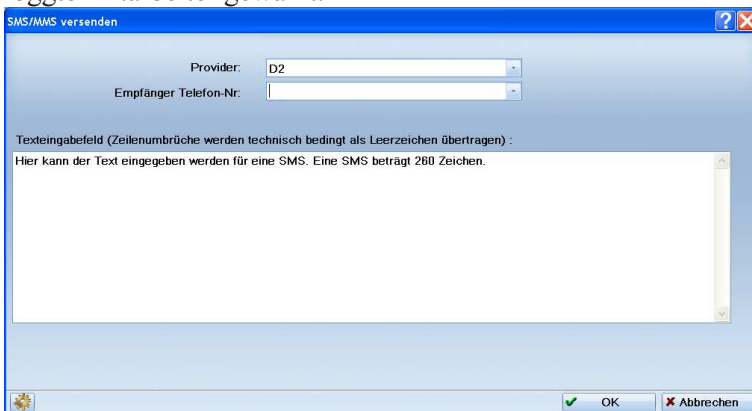 SMS/MMS versenden
Provider:
D2
Empfänger Telefon-Nr:
Texteingabefeld (Zeilenumbrüche werden technisch bedingt als Leerzeichen übertragen) :
Hier kann der Text eingegeben werden für eine SMS. Eine SMS beträgt 260 Zeichen.
OK
Abbrechen